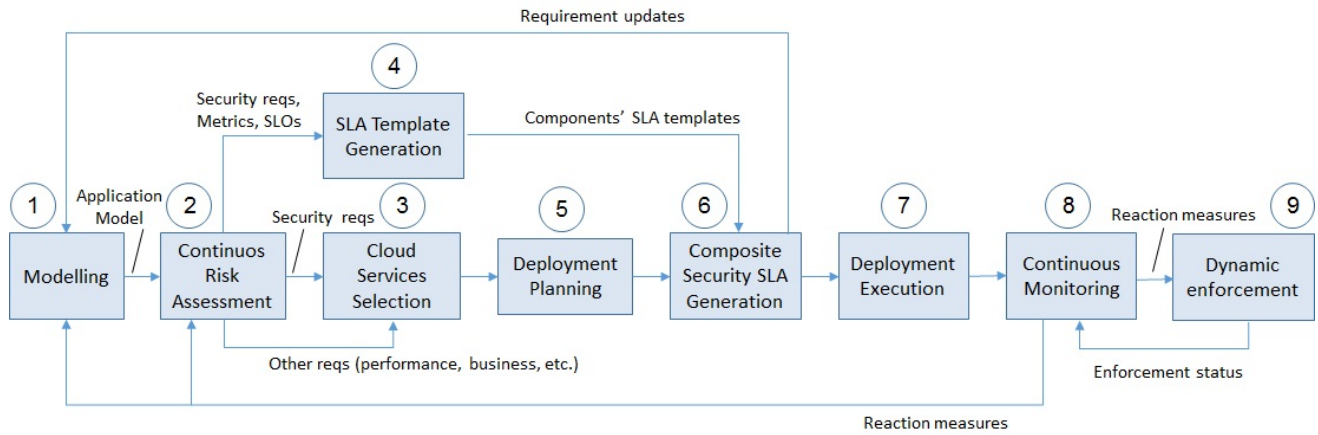 Requirement updates
4
Security reqs,
Metrics, SLOs
SLA Template
Generation
Components' SLA templates
1
Application
Model
2
Security reqs
3
5
6
7
8
Reaction measures
9
Modelling
Continuos
Risk
Assessment
Cloud
Services
Selection
Deployment
Planning
Composite
Security SLA
Generation
Deployment
Execution
Continuous
Monitoring
Dynamic
enforcement
Other reqs (performance, business, etc.)
Enforcement status
Reaction measures